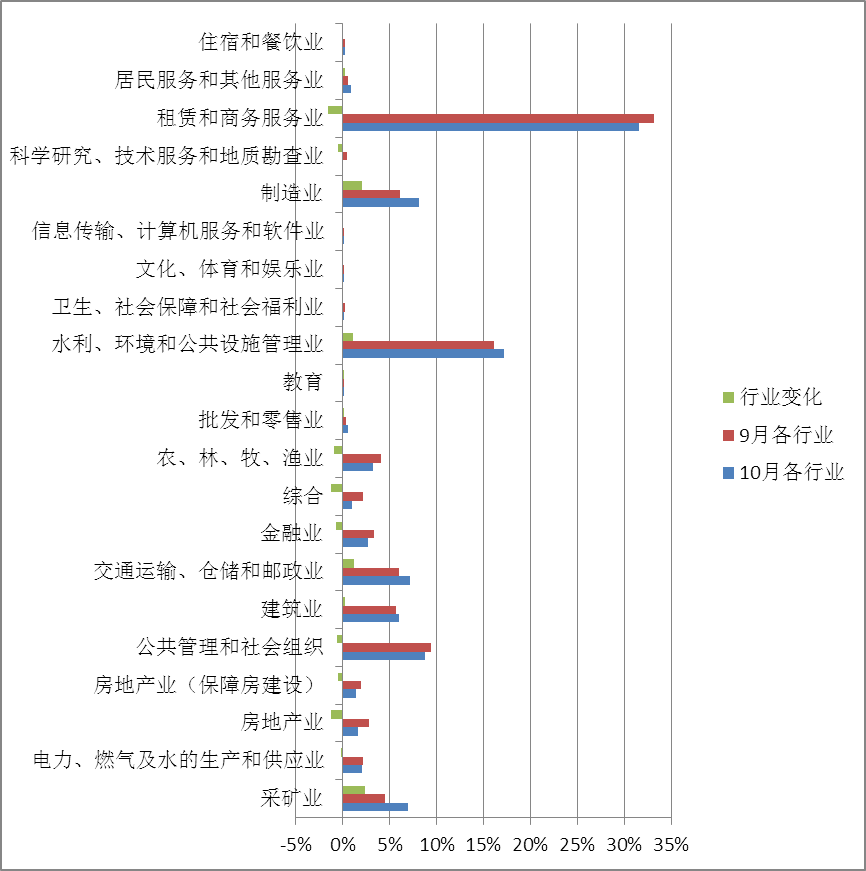 住宿和餐饮业
居民服务和其他服务业
租赁和商务服务业
科学研究、技术服务和地质勘查业
制造业
信息传输、计算机服务和软件业
文化、体育和娱乐业
卫生、社会保障和社会福利业
水利、环境和公共设施管理业
教育
批发和零售业
农、林、牧、渔业
综合
金融业
交通运输、仓储和邮政业
建筑业
公共管理和社会组织
房地产业（保障房建设）
房地产业
电力、燃气及水的生产和供应业
采矿业
-5% 0% 5% 10% 15% 20% 25% 30% 35%
行业变化
9月各行业
10月各行业